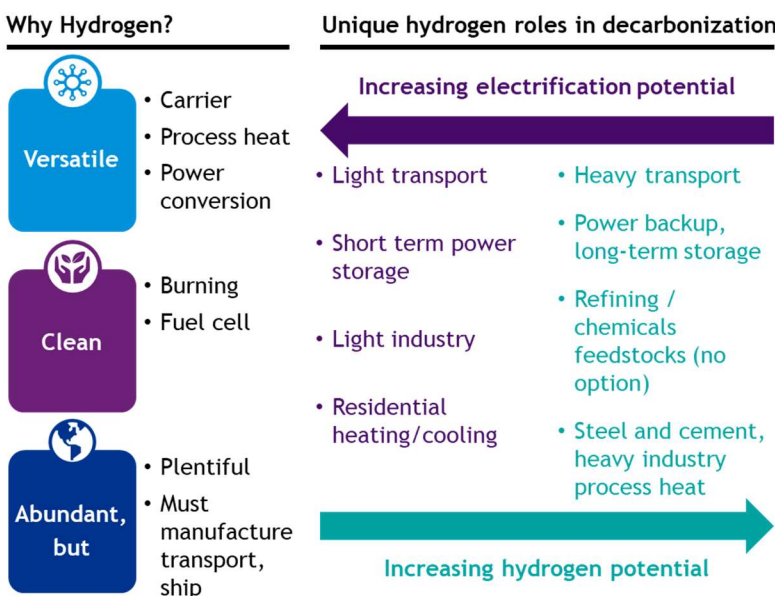 Why Hydrogen?
Versatile
• Carrier
• Process heat
• Power
conversion
Clean
• Burning
• Fuel cell
Abundant,
but
• Plentiful
• Must
manufacture
transport,
ship
Unique hydrogen roles in decarbonization
Increasing electrification potential
• Light transport
• Short term power
storage
• Light industry
• Residential
heating/cooling
• Heavy transport
• Power backup,
long-term storage
• Refining /
chemicals
feedstocks (no
option)
• Steel and cement,
heavy industry
process heat
Increasing hydrogen potential